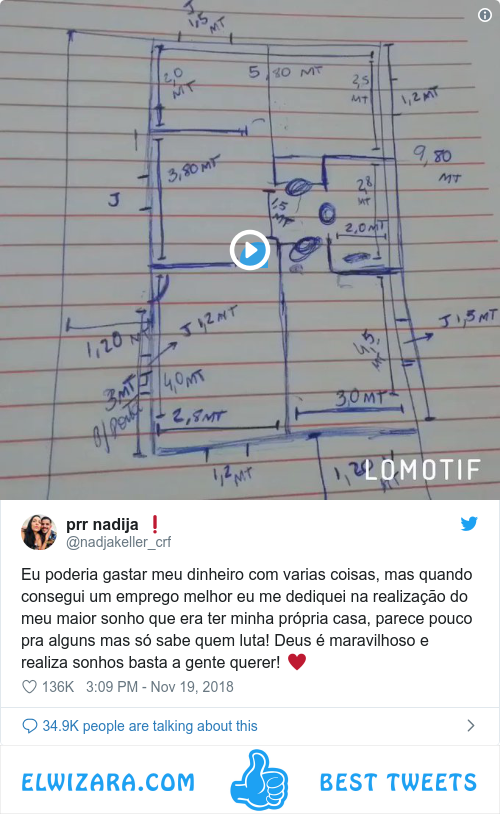 J
1,5 MT
2,0 MT
5,80 MT
2,5 MT
1,2 MT
3,80 MT
9,80 MT
2,8 MT
J
1,5 MT
2,0 MT
1,20
J 1,2 MT
J 1,5 MT
3 MT
4,0 MT
3,0 MT
2,8 MT
1,2 MT
1,20 MT
LOMOTIF
prr nadija ❗
@nadjakeller_crf
Eu poderia gastar meu dinheiro com varias coisas, mas quando
consegui um emprego melhor eu me dediquei na realização do
meu maior sonho que era ter minha própria casa, parece pouco
pra alguns mas só sabe quem luta! Deus é maravilhoso e
realiza sonhos basta a gente querer! ♥
136K 3:09 PM - Nov 19, 2018
34.9K people are talking about this
ELWIZARA.COM BEST TWEETS